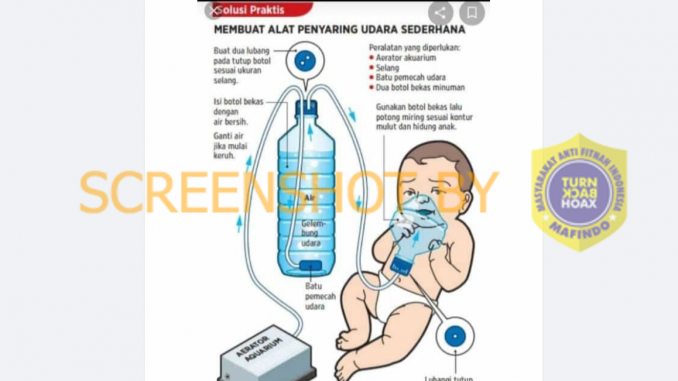 Solusi Praktis
MEMBUAT ALAT PENYARING UDARA SEDERHANA
Buat dua lubang
pada tutup botol
sesuai ukuran
selang.
Isi botol bekas
dengan
air bersih.
Ganti air
jika mulai
keruh.
Peralatan yang diperlukan:
• Aerator akuarium
• Selang
• Batu pemecah udara
• Dua botol bekas minuman
Gunakan botol bekas lalu
potong miring sesuai kontur
mulut dan hidung anak.
Air
Gelem-
bung
udara
Batu
pemecah
udara
AERATOR
AQUARIUM
Lubangi tutup
SCREENSHOT BY
MASYARAKAT ANTI FITNAH INDONESIA
TURN
BACK
HOAX
MAFINDO